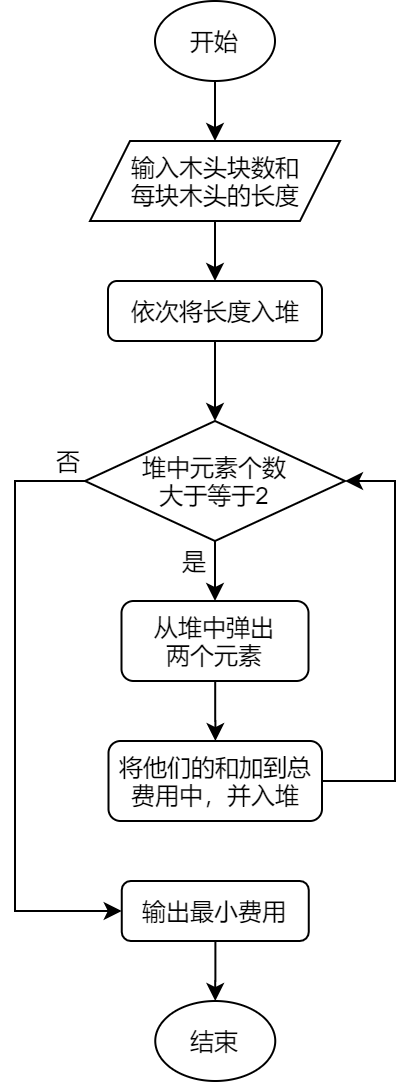 开始
输入木头块数和
每块木头的长度
依次将长度入堆
否
堆中元素个数
大于等于2
是
从堆中弹出
两个元素
将他们的和加到总
费用中，并入堆
输出最小费用
结束